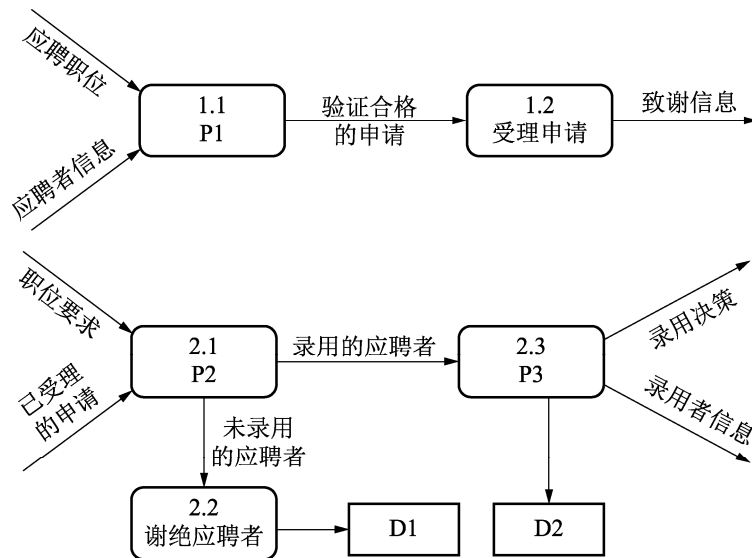 应聘职位
应聘者信息
1.1
P1
验证合格
的申请
1.2
受理申请
致谢信息
职位要求
已受理
的申请
2.1
P2
录用的应聘者
2.3
P3
录用决策
录用者信息
未录用
的应聘者
2.2
谢绝应聘者
D1
D2